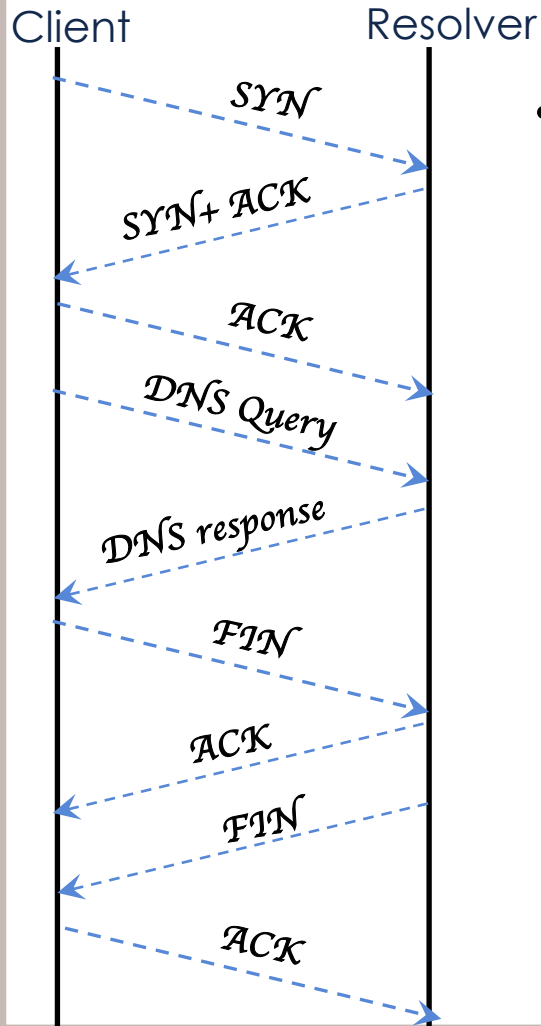 Client
Resolver
SYN
SYN+ ACK
ACK
DNS Query
DNS response
FIN
ACK
FIN
ACK